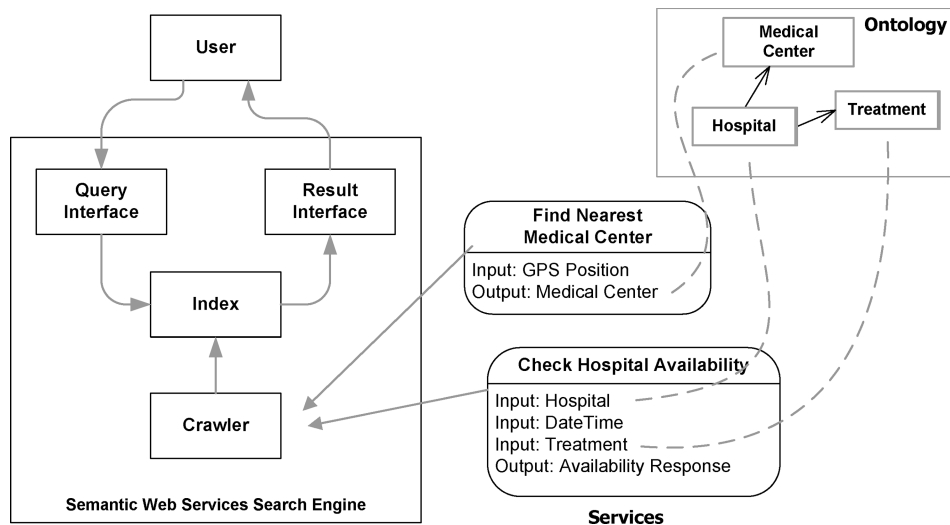 User
Query
Interface
Result
Interface
Index
Crawler
Semantic Web Services Search Engine
Ontology
Medical
Center
Hospital
Treatment
Find Nearest
Medical Center
Input: GPS Position
Output: Medical Center
Check Hospital Availability
Input: Hospital
Input: DateTime
Input: Treatment
Output: Availability Response
Services